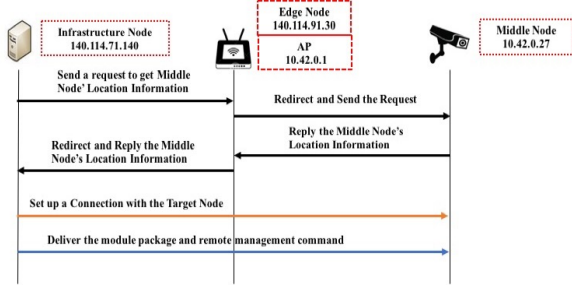 Infrastructure Node
140.114.71.140
Edge Node
140.114.91.30
AP
10.42.0.1
Middle Node
10.42.0.27
Send a request to get Middle
Node' Location Information
Redirect and Send the Request
Reply the Middle Node's
Location Information
Redirect and Reply the Middle
Node's Location Information
Set up a Connection with the Target Node
Deliver the module package and remote management command